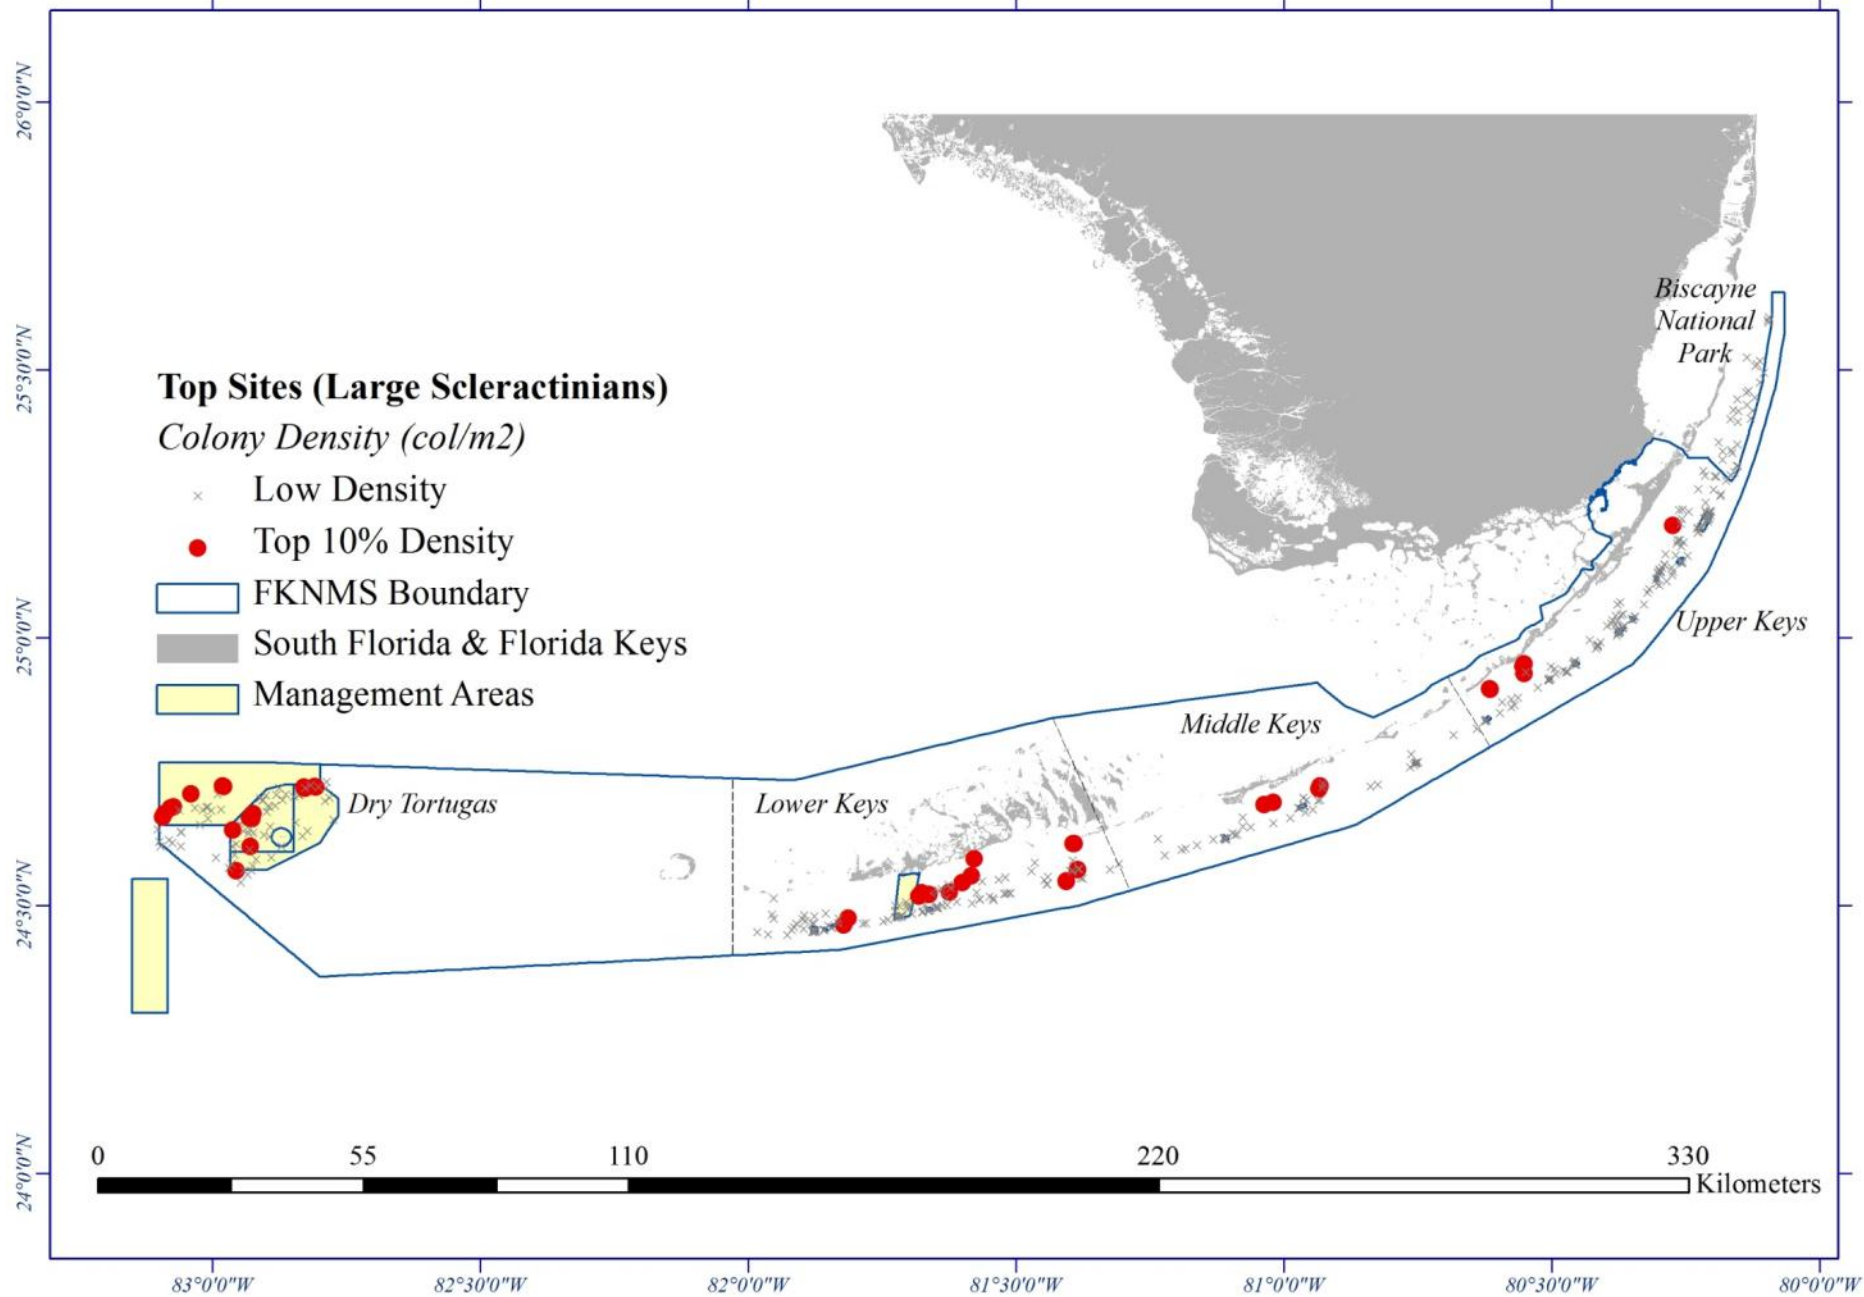 26°0'0"N
25°30'0"N
25°0'0"N
24°30'0"N
24°0'0"N
Biscayne
National
Park
Top Sites (Large Scleractinians)
Colony Density (col/m2)
Low Density
Top 10% Density
FKNMS Boundary
South Florida & Florida Keys
Management Areas
Upper Keys
Middle Keys
Dry Tortugas
Lower Keys
0 55 110 220 330
Kilometers
83°0'0"W 82°30'0"W 82°0'0"W 81°30'0"W 81°0'0"W 80°30'0"W 80°0'0"W